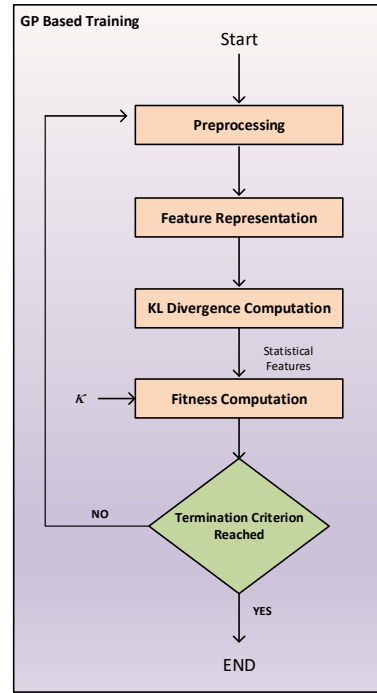 GP Based Training
Start
Preprocessing
Feature Representation
KL Divergence Computation
Statistical
Features
κ
Fitness Computation
Termination Criterion
Reached
NO
YES
END